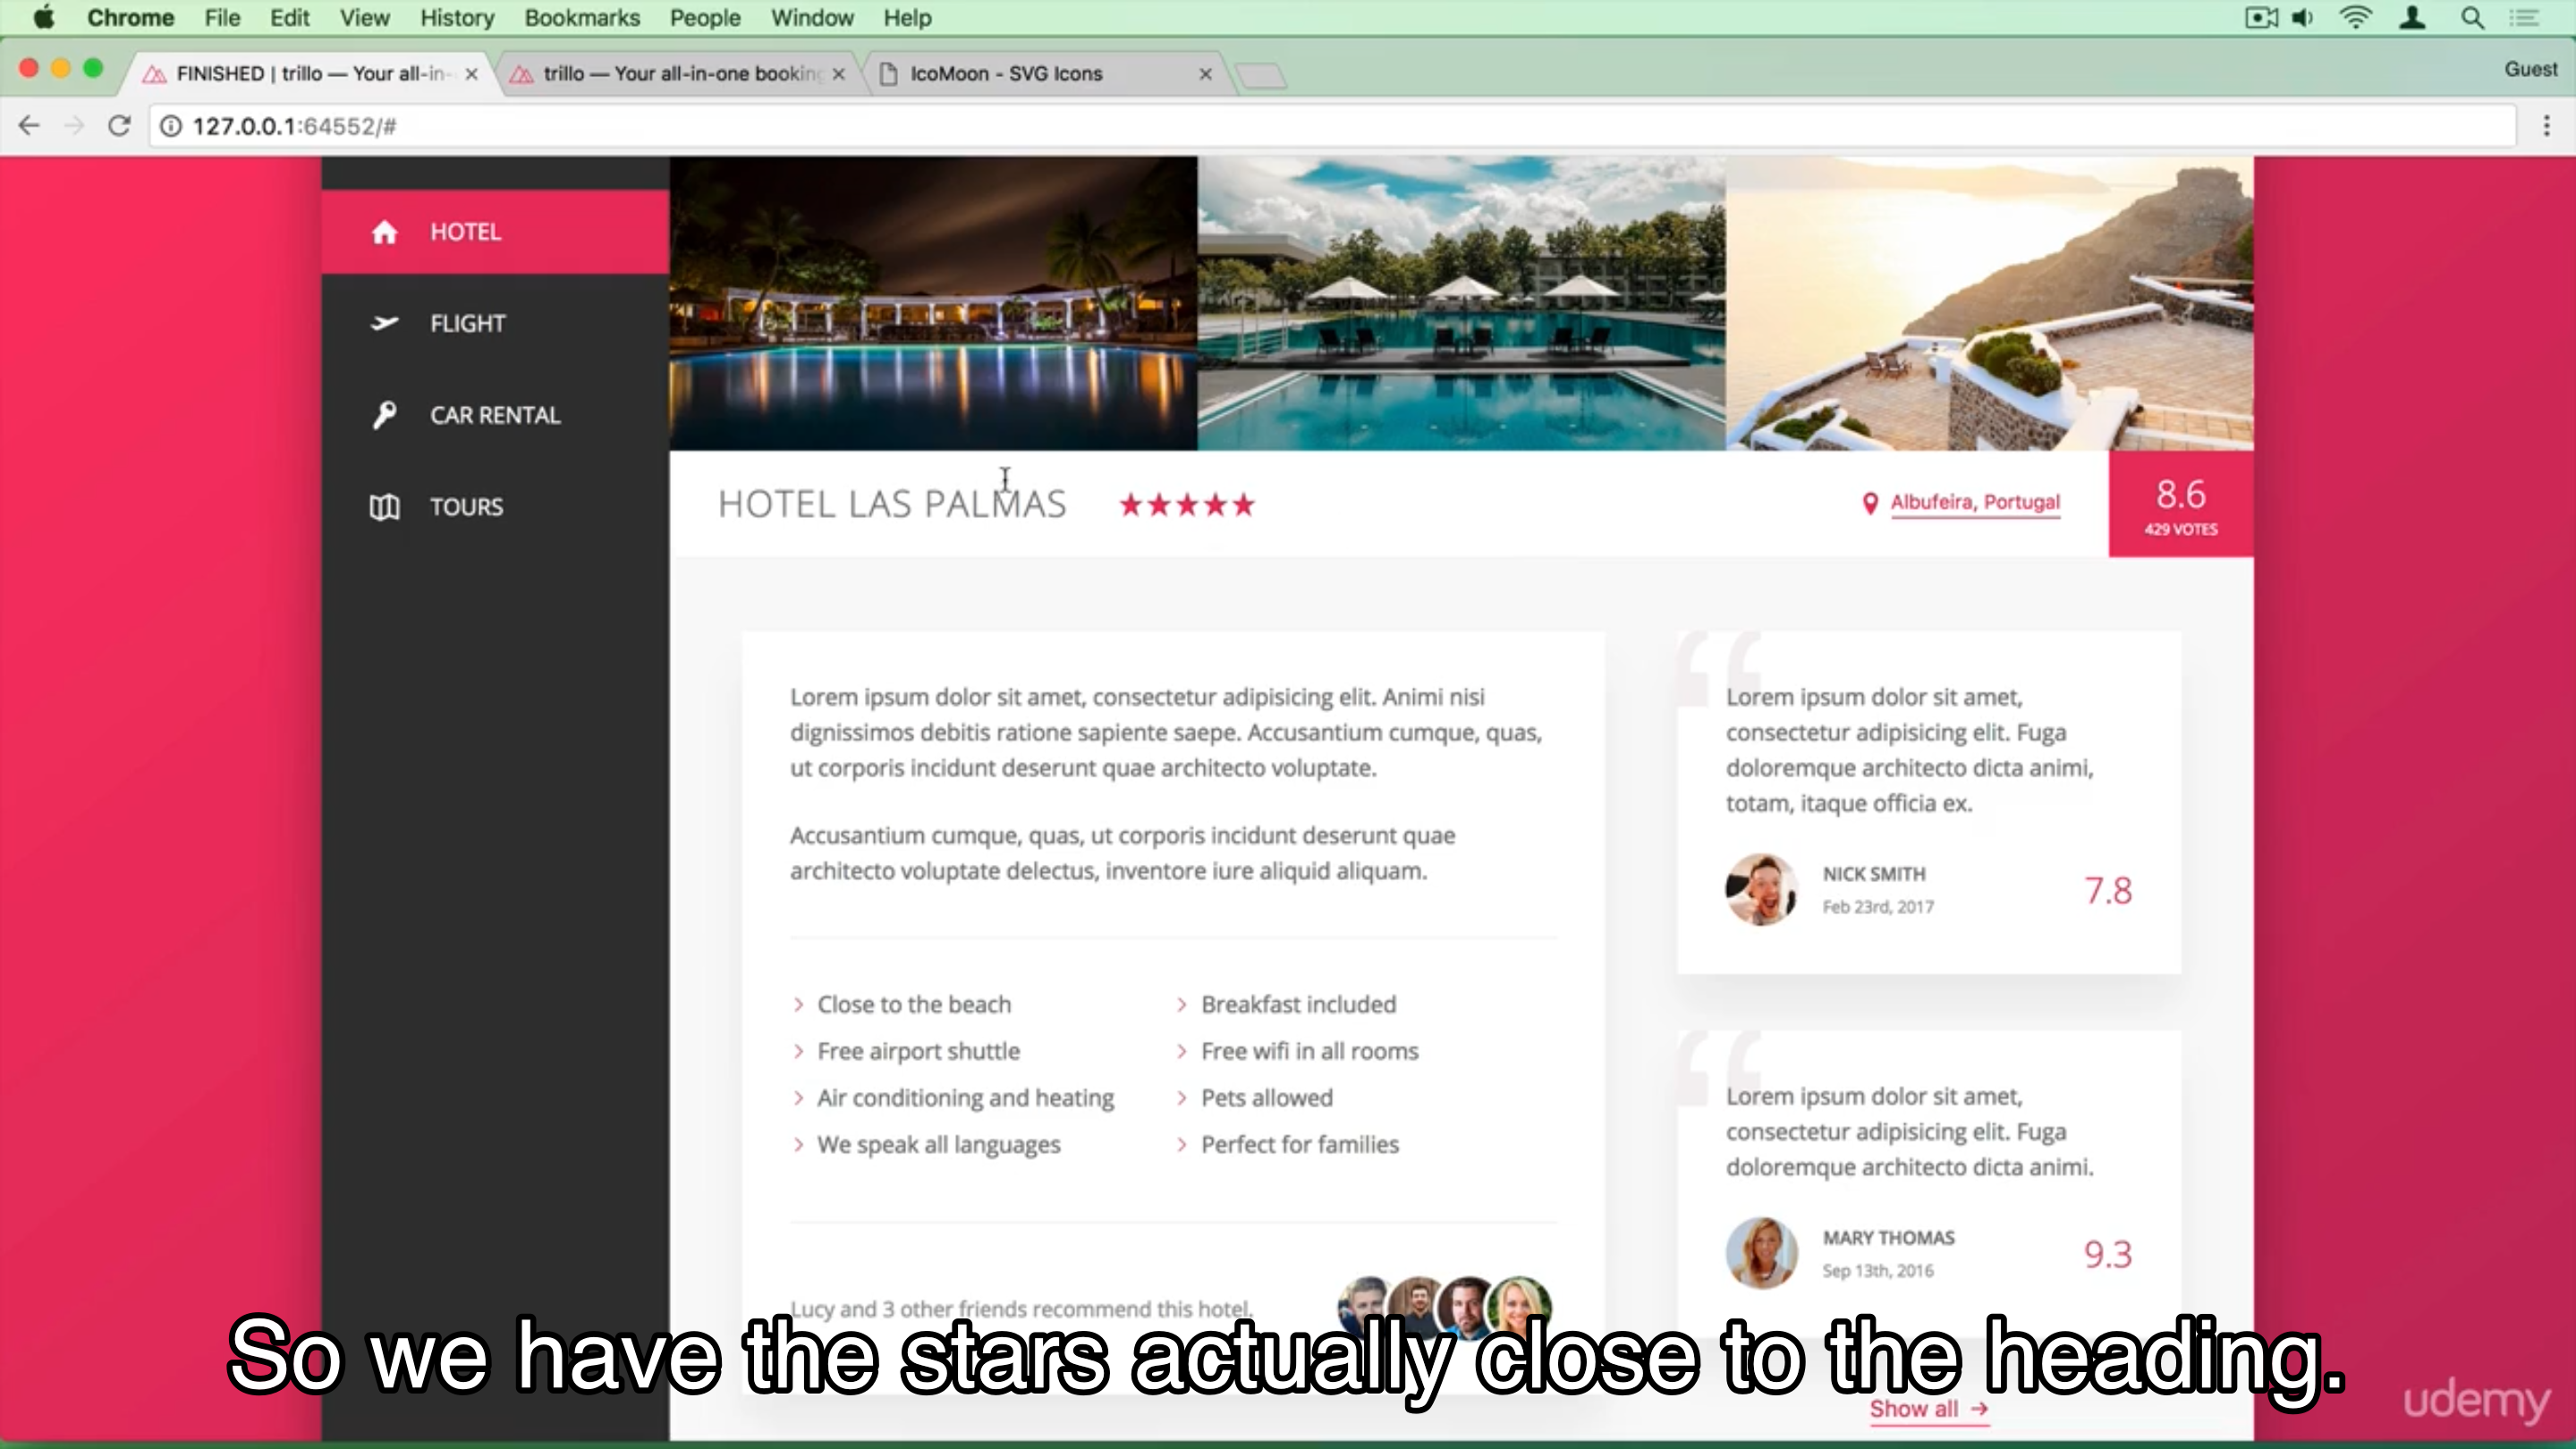 Chrome File Edit View History Bookmarks People Window Help
FINISHED | trillo — Your all-in-
trillo — Your all-in-one booking
IcoMoon - SVG Icons
Guest
127.0.0.1:64552/#
HOTEL
FLIGHT
CAR RENTAL
TOURS
HOTEL LAS PALMAS
Albufeira, Portugal
8.6
429 VOTES
Lorem ipsum dolor sit amet, consectetur adipisicing elit. Animi nisi
dignissimos debitis ratione sapiente saepe. Accusantium cumque, quas,
ut corporis incidunt deserunt quae architecto voluptate.
Accusantium cumque, quas, ut corporis incidunt deserunt quae
architecto voluptate delectus, inventore iure aliquid aliquam.
Close to the beach
Breakfast included
Free airport shuttle
Free wifi in all rooms
Air conditioning and heating
Pets allowed
We speak all languages
Perfect for families
Lucy and 3 other friends recommend this hotel.
“
Lorem ipsum dolor sit amet,
consectetur adipisicing elit. Fuga
doloremque architecto dicta animi,
totam, itaque officia ex.
NICK SMITH
Feb 23rd, 2017
7.8
“
Lorem ipsum dolor sit amet,
consectetur adipisicing elit. Fuga
doloremque architecto dicta animi.
MARY THOMAS
Sep 13th, 2016
9.3
So we have the stars actually close to the heading.
Show all →
udemy